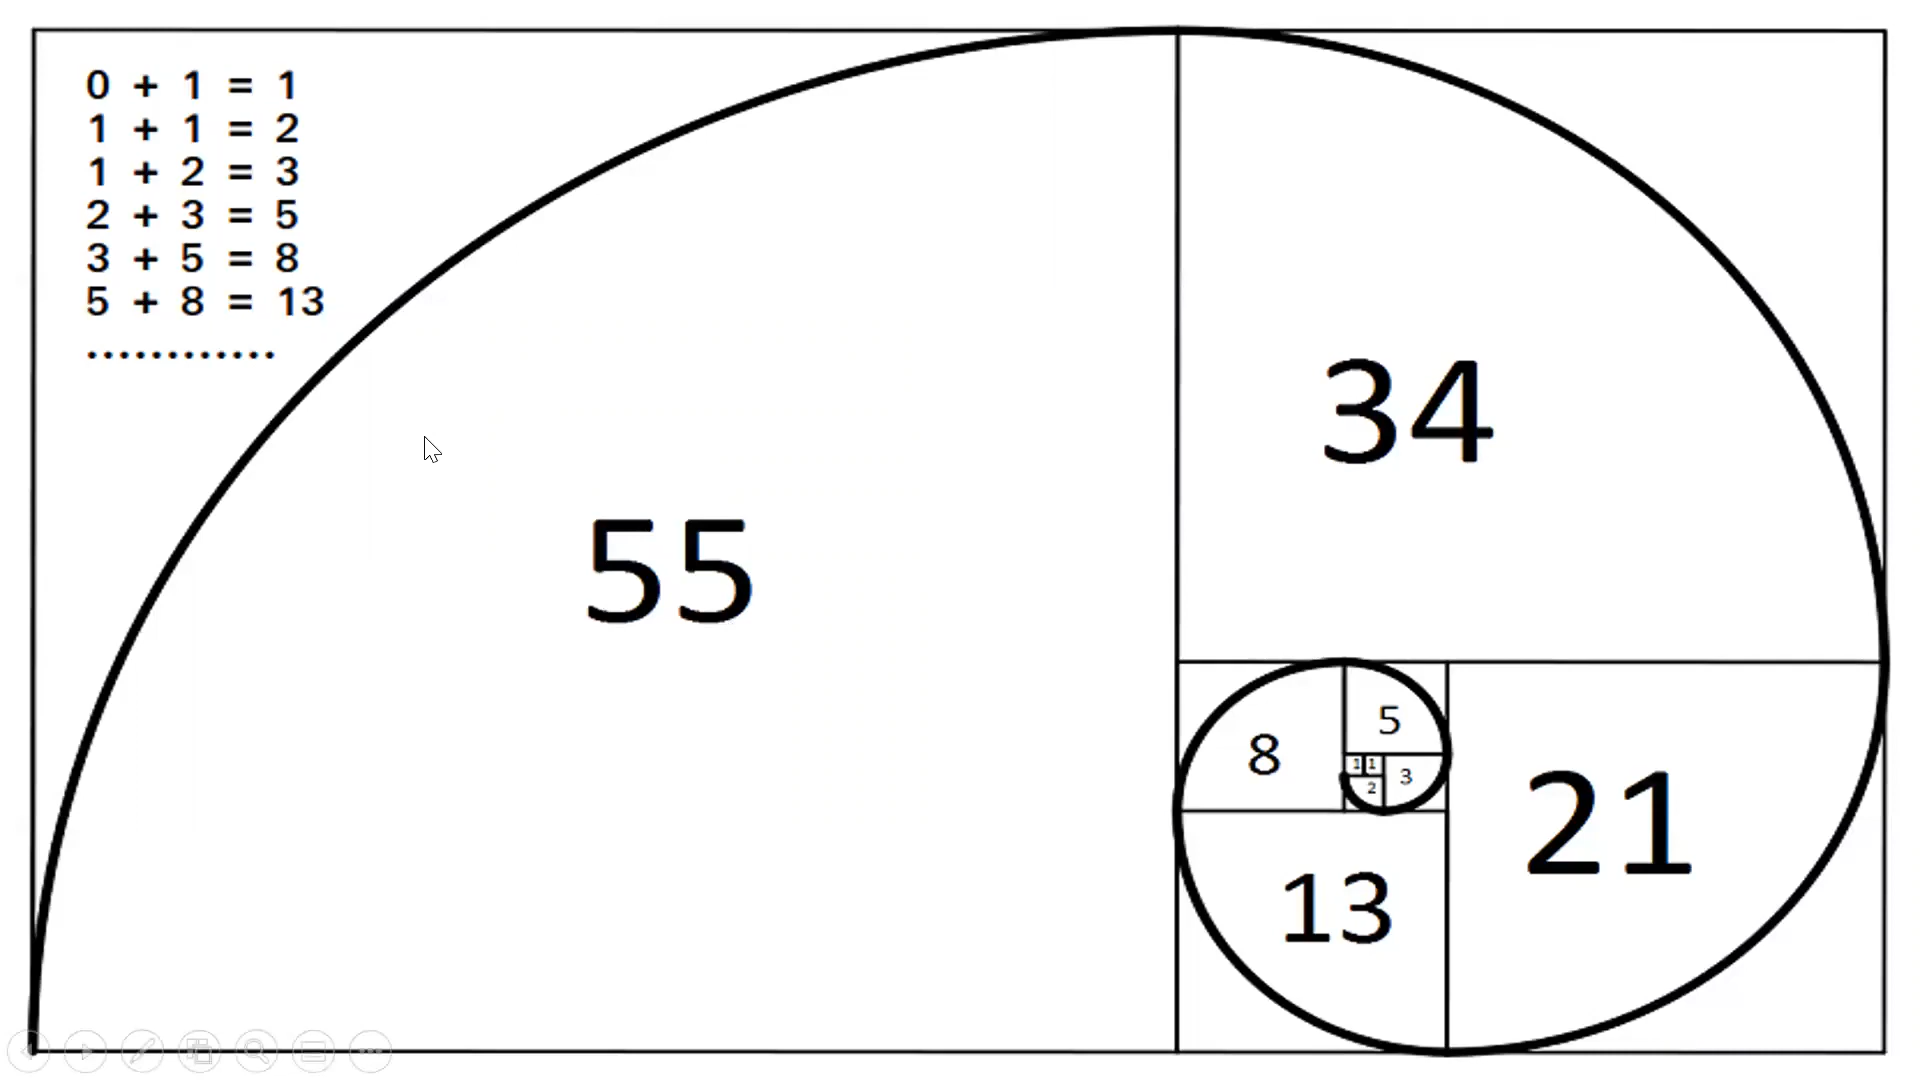 0 + 1 = 1
1 + 1 = 2
1 + 2 = 3
2 + 3 = 5
3 + 5 = 8
5 + 8 = 13
............
34
55
5
8
1 1
3
2
21
13